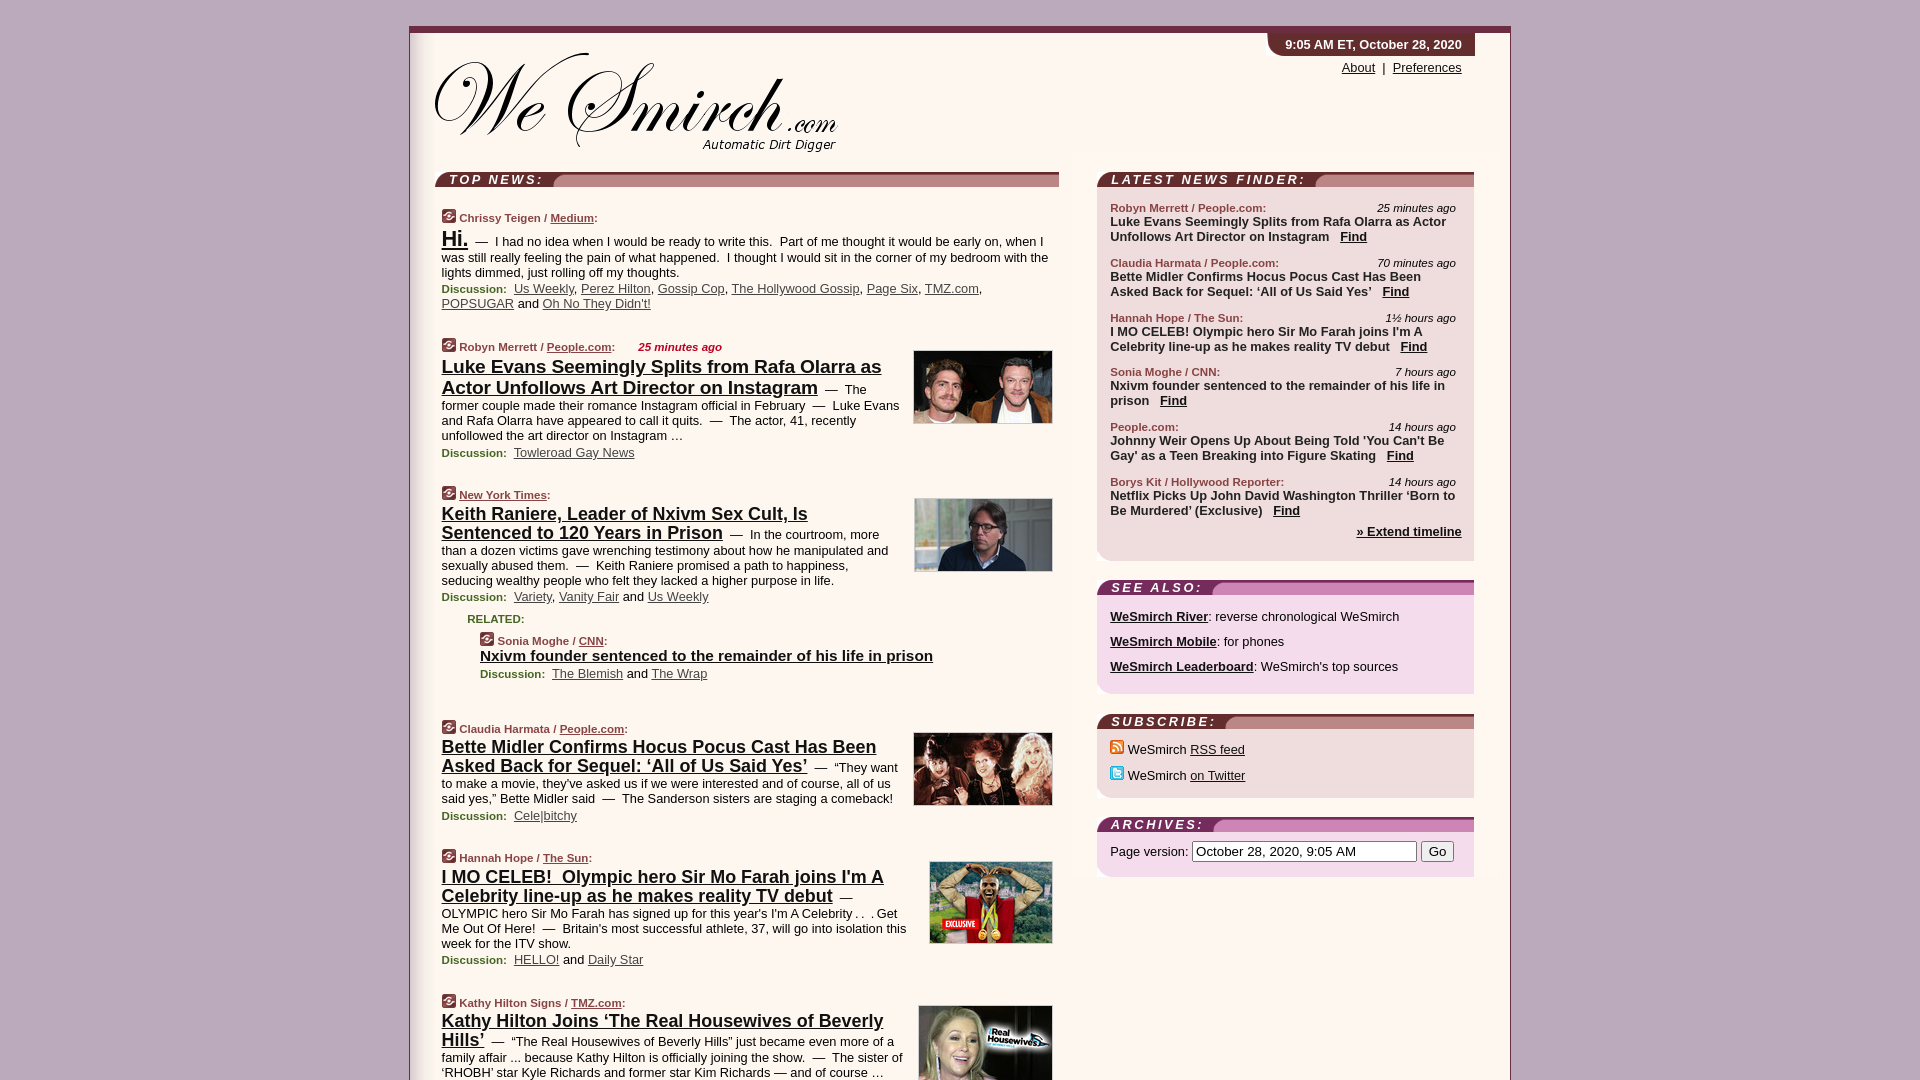 9:05 AM ET, October 28, 2020
About | Preferences
We Smirch .com
Automatic Dirt Digger
TOP NEWS:
Chrissy Teigen / Medium:
Hi. — I had no idea when I would be ready to write this. Part of me thought it would be early on, when I
was still really feeling the pain of what happened. I thought I would sit in the corner of my bedroom with the
lights dimmed, just rolling off my thoughts.
Discussion: Us Weekly, Perez Hilton, Gossip Cop, The Hollywood Gossip, Page Six, TMZ.com,
POPSUGAR and Oh No They Didn't!
Robyn Merrett / People.com: 25 minutes ago
Luke Evans Seemingly Splits from Rafa Olarra as
Actor Unfollows Art Director on Instagram — The
former couple made their romance Instagram official in February — Luke Evans
and Rafa Olarra have appeared to call it quits. — The actor, 41, recently
unfollowed the art director on Instagram …
Discussion: Towleroad Gay News
New York Times:
Keith Raniere, Leader of Nxivm Sex Cult, Is
Sentenced to 120 Years in Prison — In the courtroom, more
than a dozen victims gave wrenching testimony about how he manipulated and
sexually abused them. — Keith Raniere promised a path to happiness,
seducing wealthy people who felt they lacked a higher purpose in life.
Discussion: Variety, Vanity Fair and Us Weekly
RELATED:
Sonia Moghe / CNN:
Nxivm founder sentenced to the remainder of his life in prison
Discussion: The Blemish and The Wrap
Claudia Harmata / People.com:
Bette Midler Confirms Hocus Pocus Cast Has Been
Asked Back for Sequel: ‘All of Us Said Yes’ — “They want
to make a movie, they've asked us if we were interested and of course, all of us
said yes,” Bette Midler said — The Sanderson sisters are staging a comeback!
Discussion: Cele|bitchy
Hannah Hope / The Sun:
I MO CELEB! Olympic hero Sir Mo Farah joins I'm A
Celebrity line-up as he makes reality TV debut —
OLYMPIC hero Sir Mo Farah has signed up for this year's I'm A Celebrity . . . Get
Me Out Of Here! — Britain's most successful athlete, 37, will go into isolation this
week for the ITV show.
EXCLUSIVE
Discussion: HELLO! and Daily Star
Kathy Hilton Signs / TMZ.com:
Kathy Hilton Joins ‘The Real Housewives of Beverly
Hills’ — “The Real Housewives of Beverly Hills” just became even more of a
family affair ... because Kathy Hilton is officially joining the show. — The sister of
‘RHOBH’ star Kyle Richards and former star Kim Richards — and of course …
Real
Housewives
LATEST NEWS FINDER:
Robyn Merrett / People.com: 25 minutes ago
Luke Evans Seemingly Splits from Rafa Olarra as Actor
Unfollows Art Director on Instagram Find
Claudia Harmata / People.com: 70 minutes ago
Bette Midler Confirms Hocus Pocus Cast Has Been
Asked Back for Sequel: ‘All of Us Said Yes’ Find
Hannah Hope / The Sun: 1½ hours ago
I MO CELEB! Olympic hero Sir Mo Farah joins I'm A
Celebrity line-up as he makes reality TV debut Find
Sonia Moghe / CNN: 7 hours ago
Nxivm founder sentenced to the remainder of his life in
prison Find
People.com: 14 hours ago
Johnny Weir Opens Up About Being Told 'You Can't Be
Gay' as a Teen Breaking into Figure Skating Find
Borys Kit / Hollywood Reporter: 14 hours ago
Netflix Picks Up John David Washington Thriller ‘Born to
Be Murdered’ (Exclusive) Find
» Extend timeline
SEE ALSO:
WeSmirch River: reverse chronological WeSmirch
WeSmirch Mobile: for phones
WeSmirch Leaderboard: WeSmirch's top sources
SUBSCRIBE:
WeSmirch RSS feed
WeSmirch on Twitter
ARCHIVES:
Page version: October 28, 2020, 9:05 AM Go